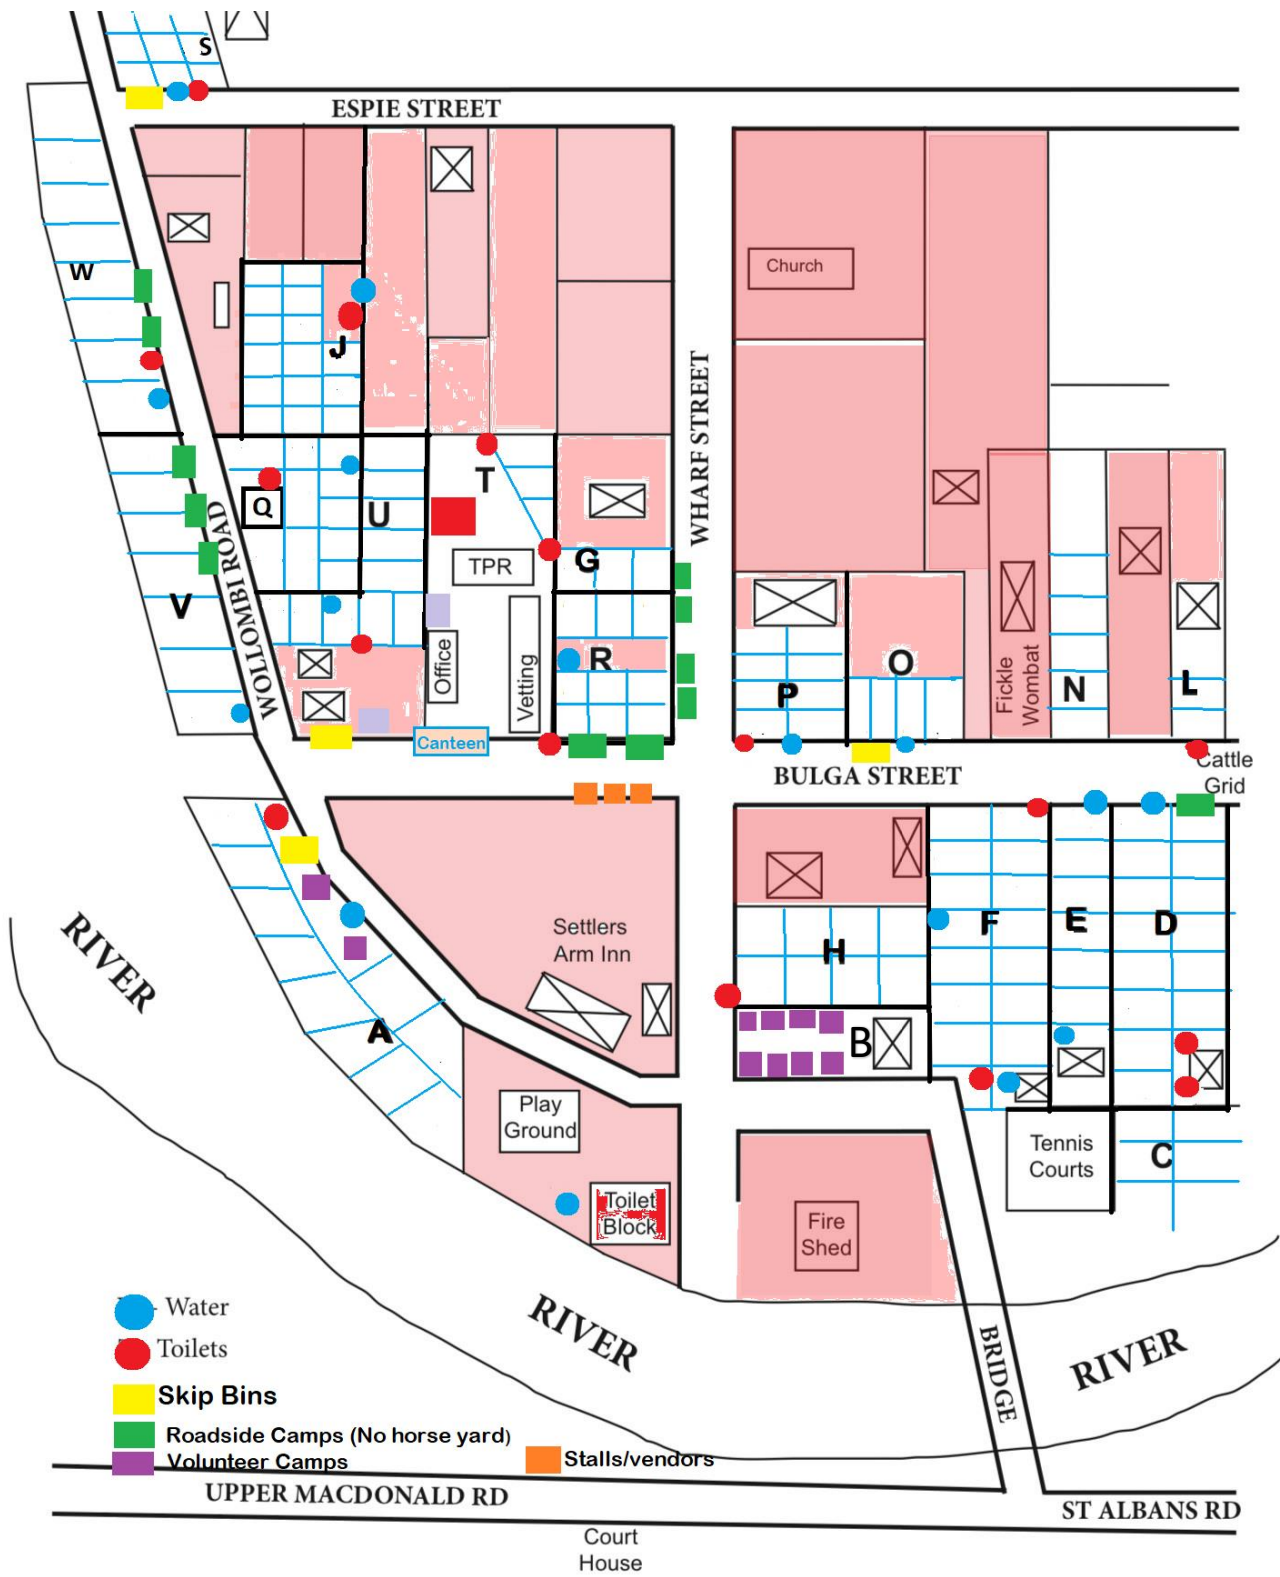 S
ESPIE STREET
Church
W
J
WHARF STREET
T
Q
U
G
TPR
WOLLOMBI ROAD
V
Office
Vetting
R
O
P
Fickle
Wombat
N
L
Canteen
BULGA STREET
Cattle
Grid
RIVER
Settlers
Arm Inn
H
F
E
D
A
B
Play
Ground
Tennis
Courts
C
Toilet
Block
Fire
Shed
Water
Toilets
Skip Bins
Roadside Camps (No horse yard)
Volunteer Camps
Stalls/vendors
RIVER
BRIDGE
RIVER
UPPER MACDONALD RD
ST ALBANS RD
Court
House